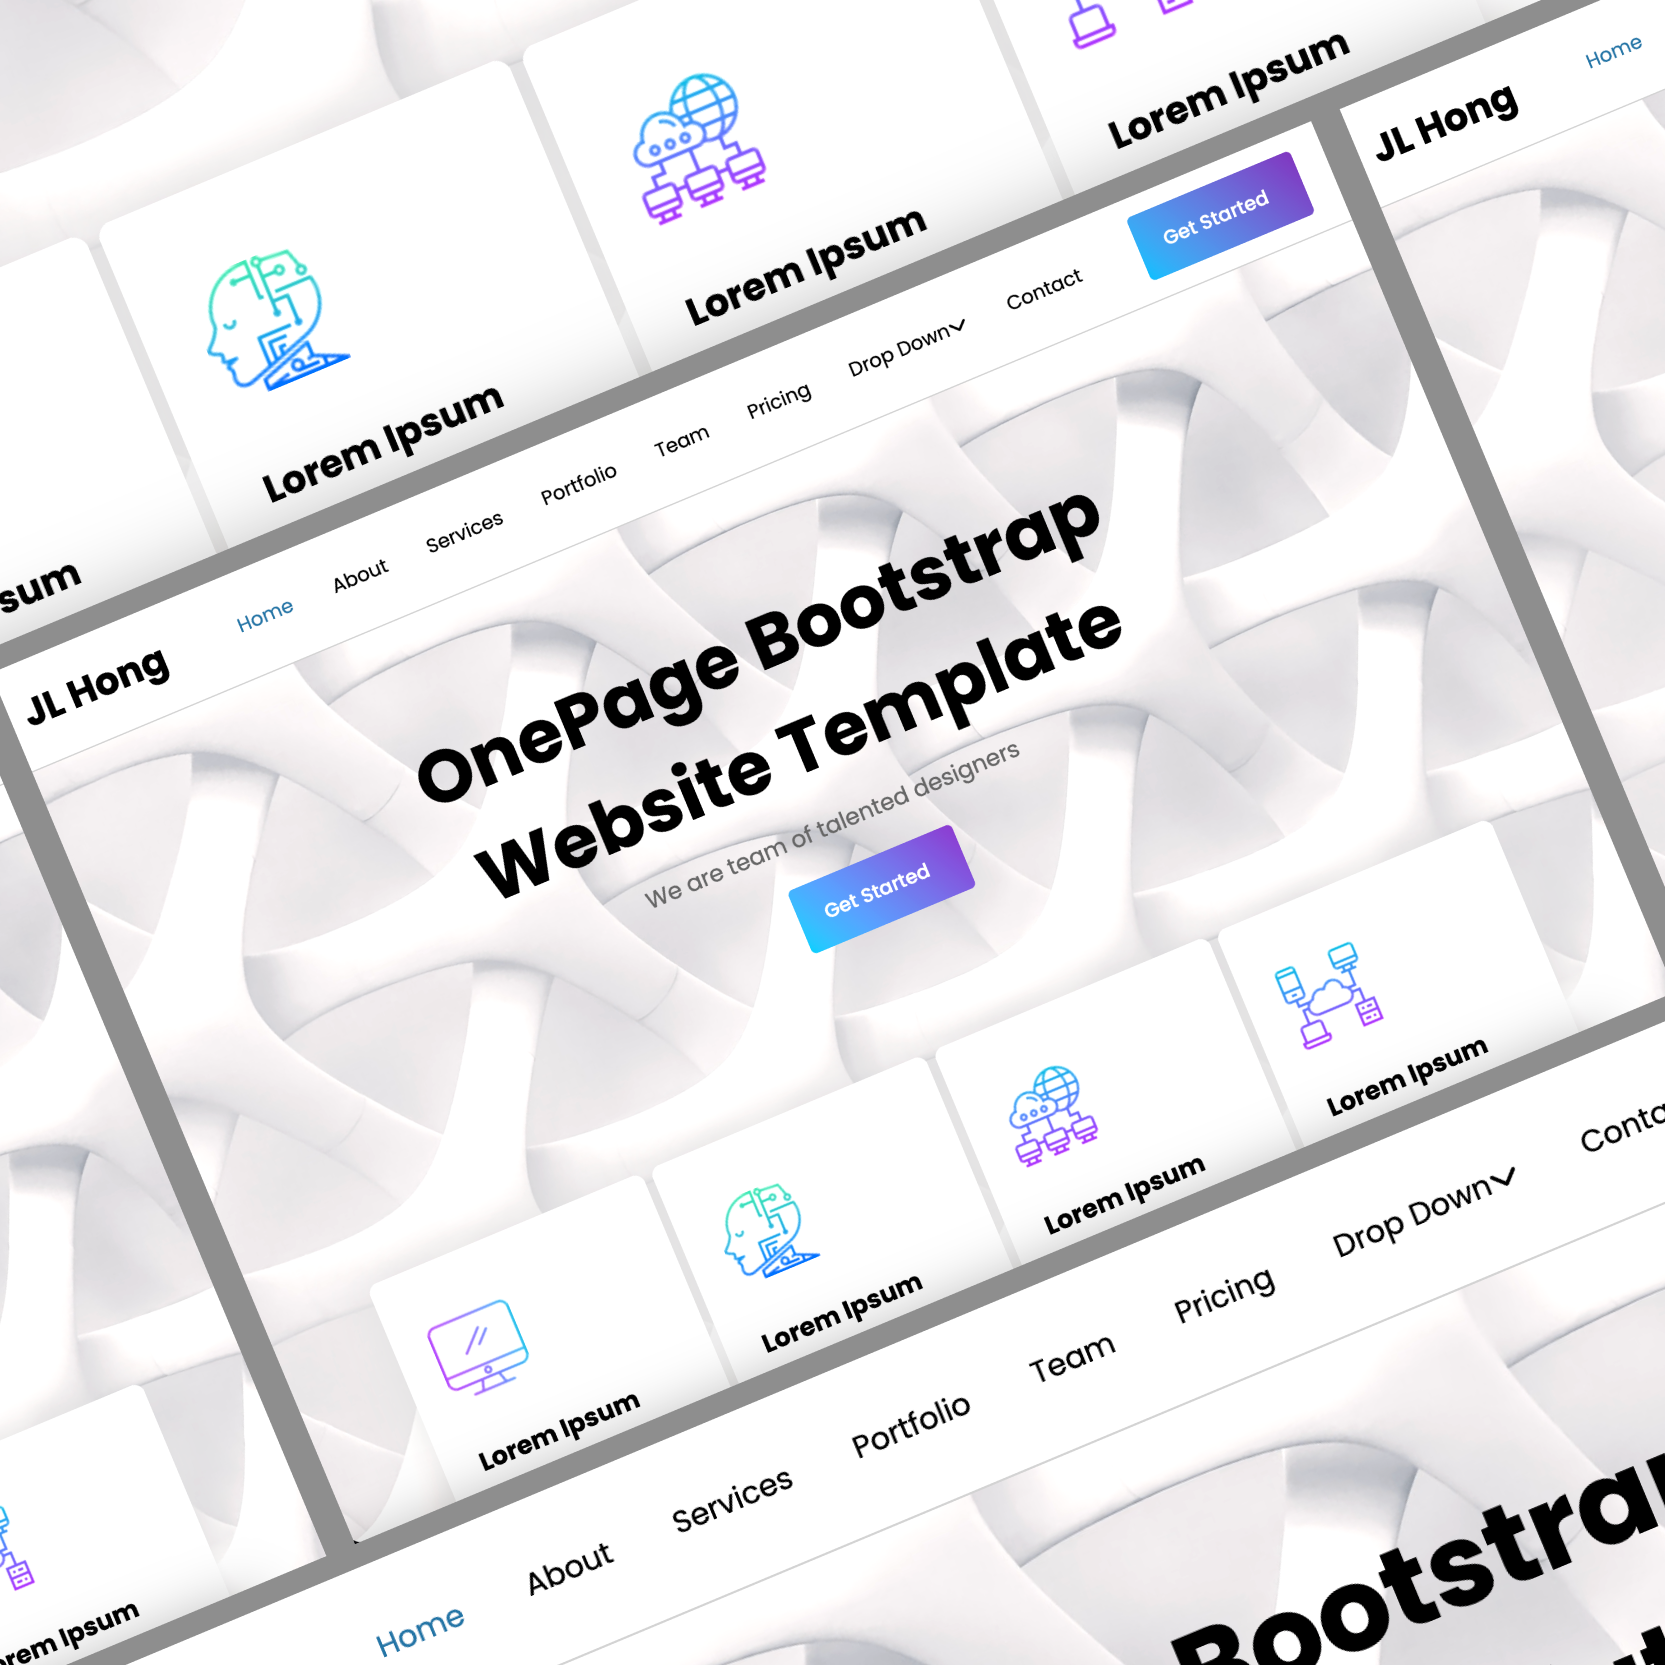 Lorem Ipsum
Home
JL Hong
Lorem Ipsum
Lorem Ipsum
sum
JL Hong
Home
About
Services
Portfolio
Team
Pricing
Drop Down
Contact
Get Started
OnePage Bootstrap
Website Template
We are team of talented designers
Get Started
Lorem Ipsum
Lorem Ipsum
Lorem Ipsum
Lorem Ipsum
rem Ipsum
Home
About
Services
Portfolio
Team
Pricing
Drop Down
Conta
Bootstrap